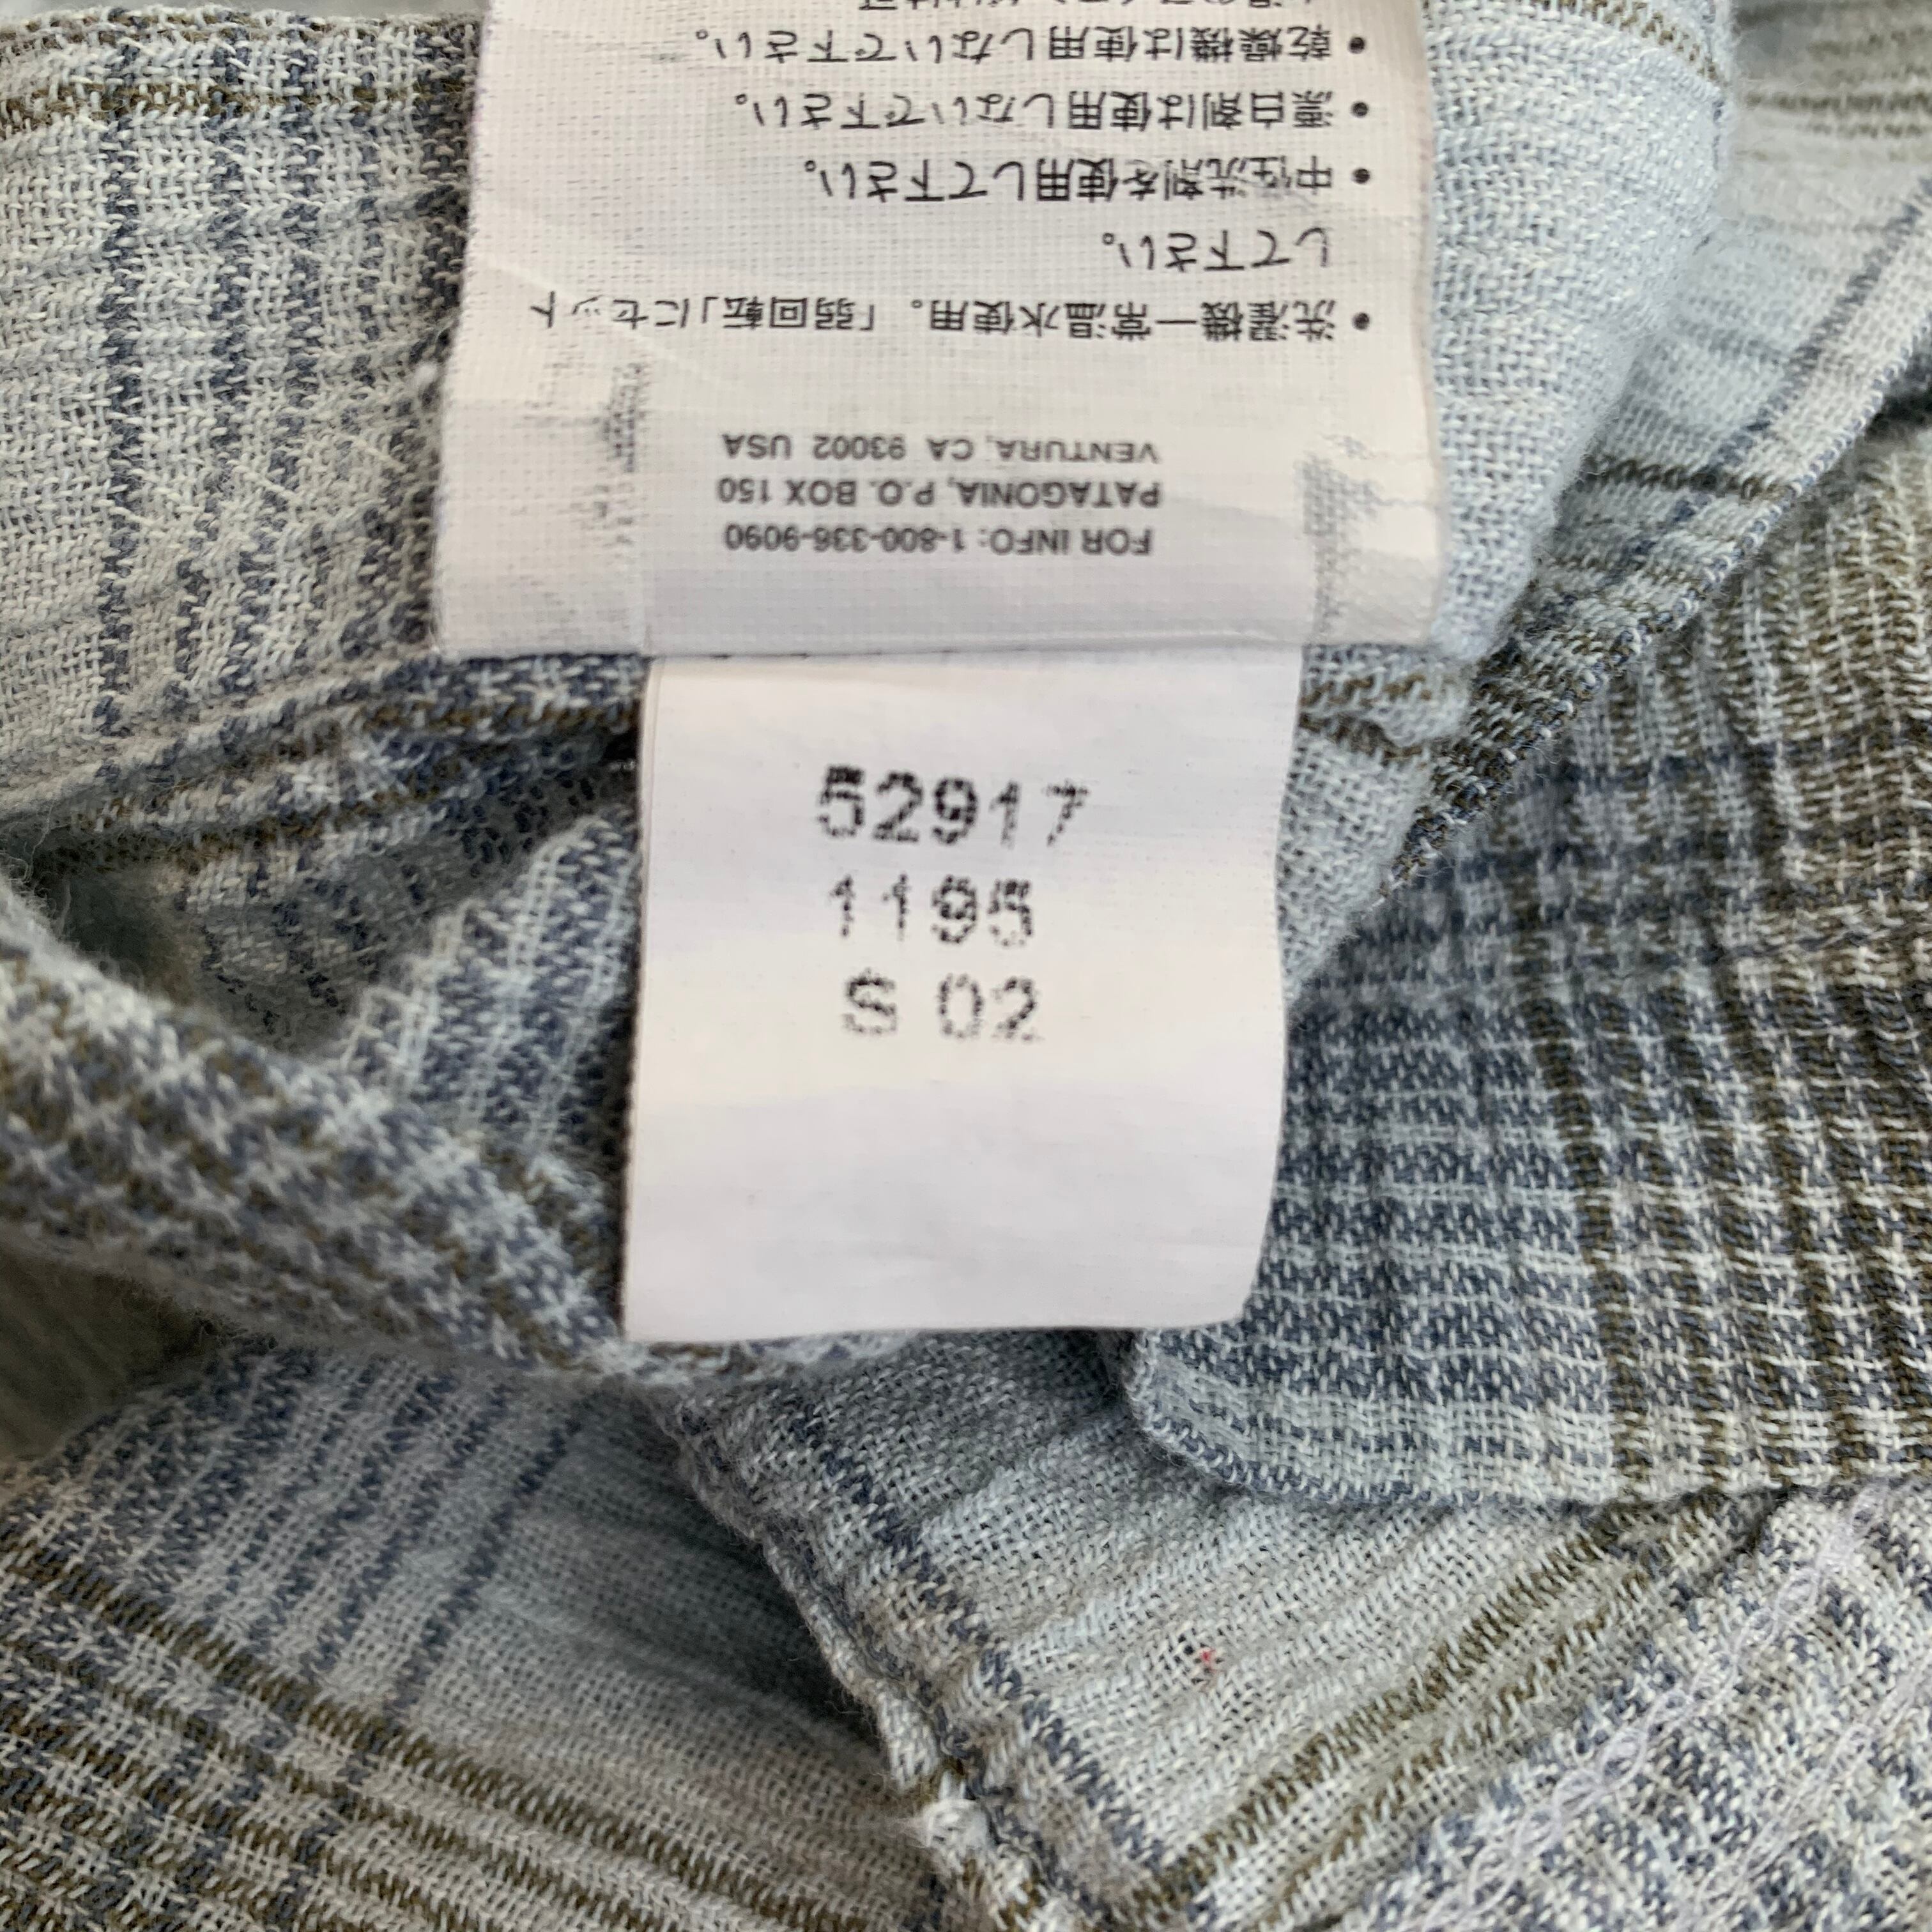 FOR INFO: 1-800-336-9090
PATAGONIA, P.O. BOX 150
VENTURA, CA 93002 USA
• 洗濯機一常温水使用。「弱回転」にセット
して下さい。
• 中性洗剤を使用して下さい。
• 漂白剤は使用しないで下さい。
• 乾燥機は使用しないで下さい。
52917
1195
S 02